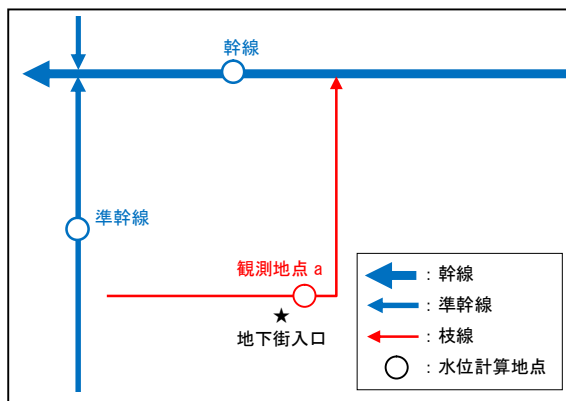 幹線
準幹線
観測地点 a
★
地下街入口
：幹線
：準幹線
：枝線
：水位計算地点